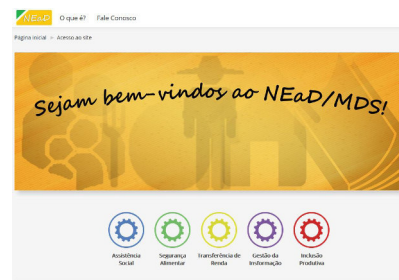 NEaD O que é? Fale Conosco
Página inicial > Acesso ao site
Sejam bem-vindos ao NEaD/MDS!
Assistência Social
Segurança Alimentar
Transferência de Renda
Gestão da Informação
Inclusão Produtiva